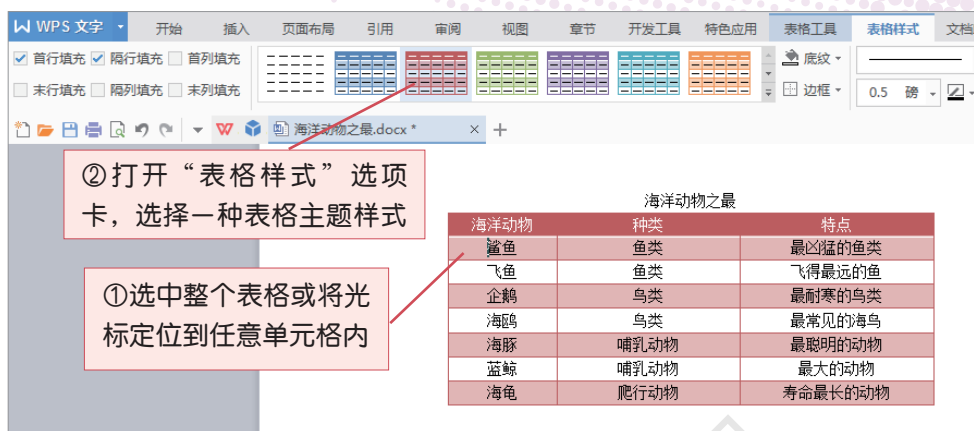 WPS 文字 开始 插入 页面布局 引用 审阅 视图 章节 开发工具 特色应用 表格工具 表格样式 文档
首行填充 隔行填充 首列填充 底纹
末行填充 隔列填充 末列填充 边框 0.5 磅
海洋动物之最.docx *
②打开“表格样式”选项
卡，选择一种表格主题样式
①选中整个表格或将光
标定位到任意单元格内
海洋动物之最
海洋动物 种类 特点
鲨鱼 鱼类 最凶猛的鱼类
飞鱼 鱼类 飞得最远的鱼
企鹅 鸟类 最耐寒的鸟类
海鸥 鸟类 最常见的海鸟
海豚 哺乳动物 最聪明的动物
蓝鲸 哺乳动物 最大的动物
海龟 爬行动物 寿命最长的动物